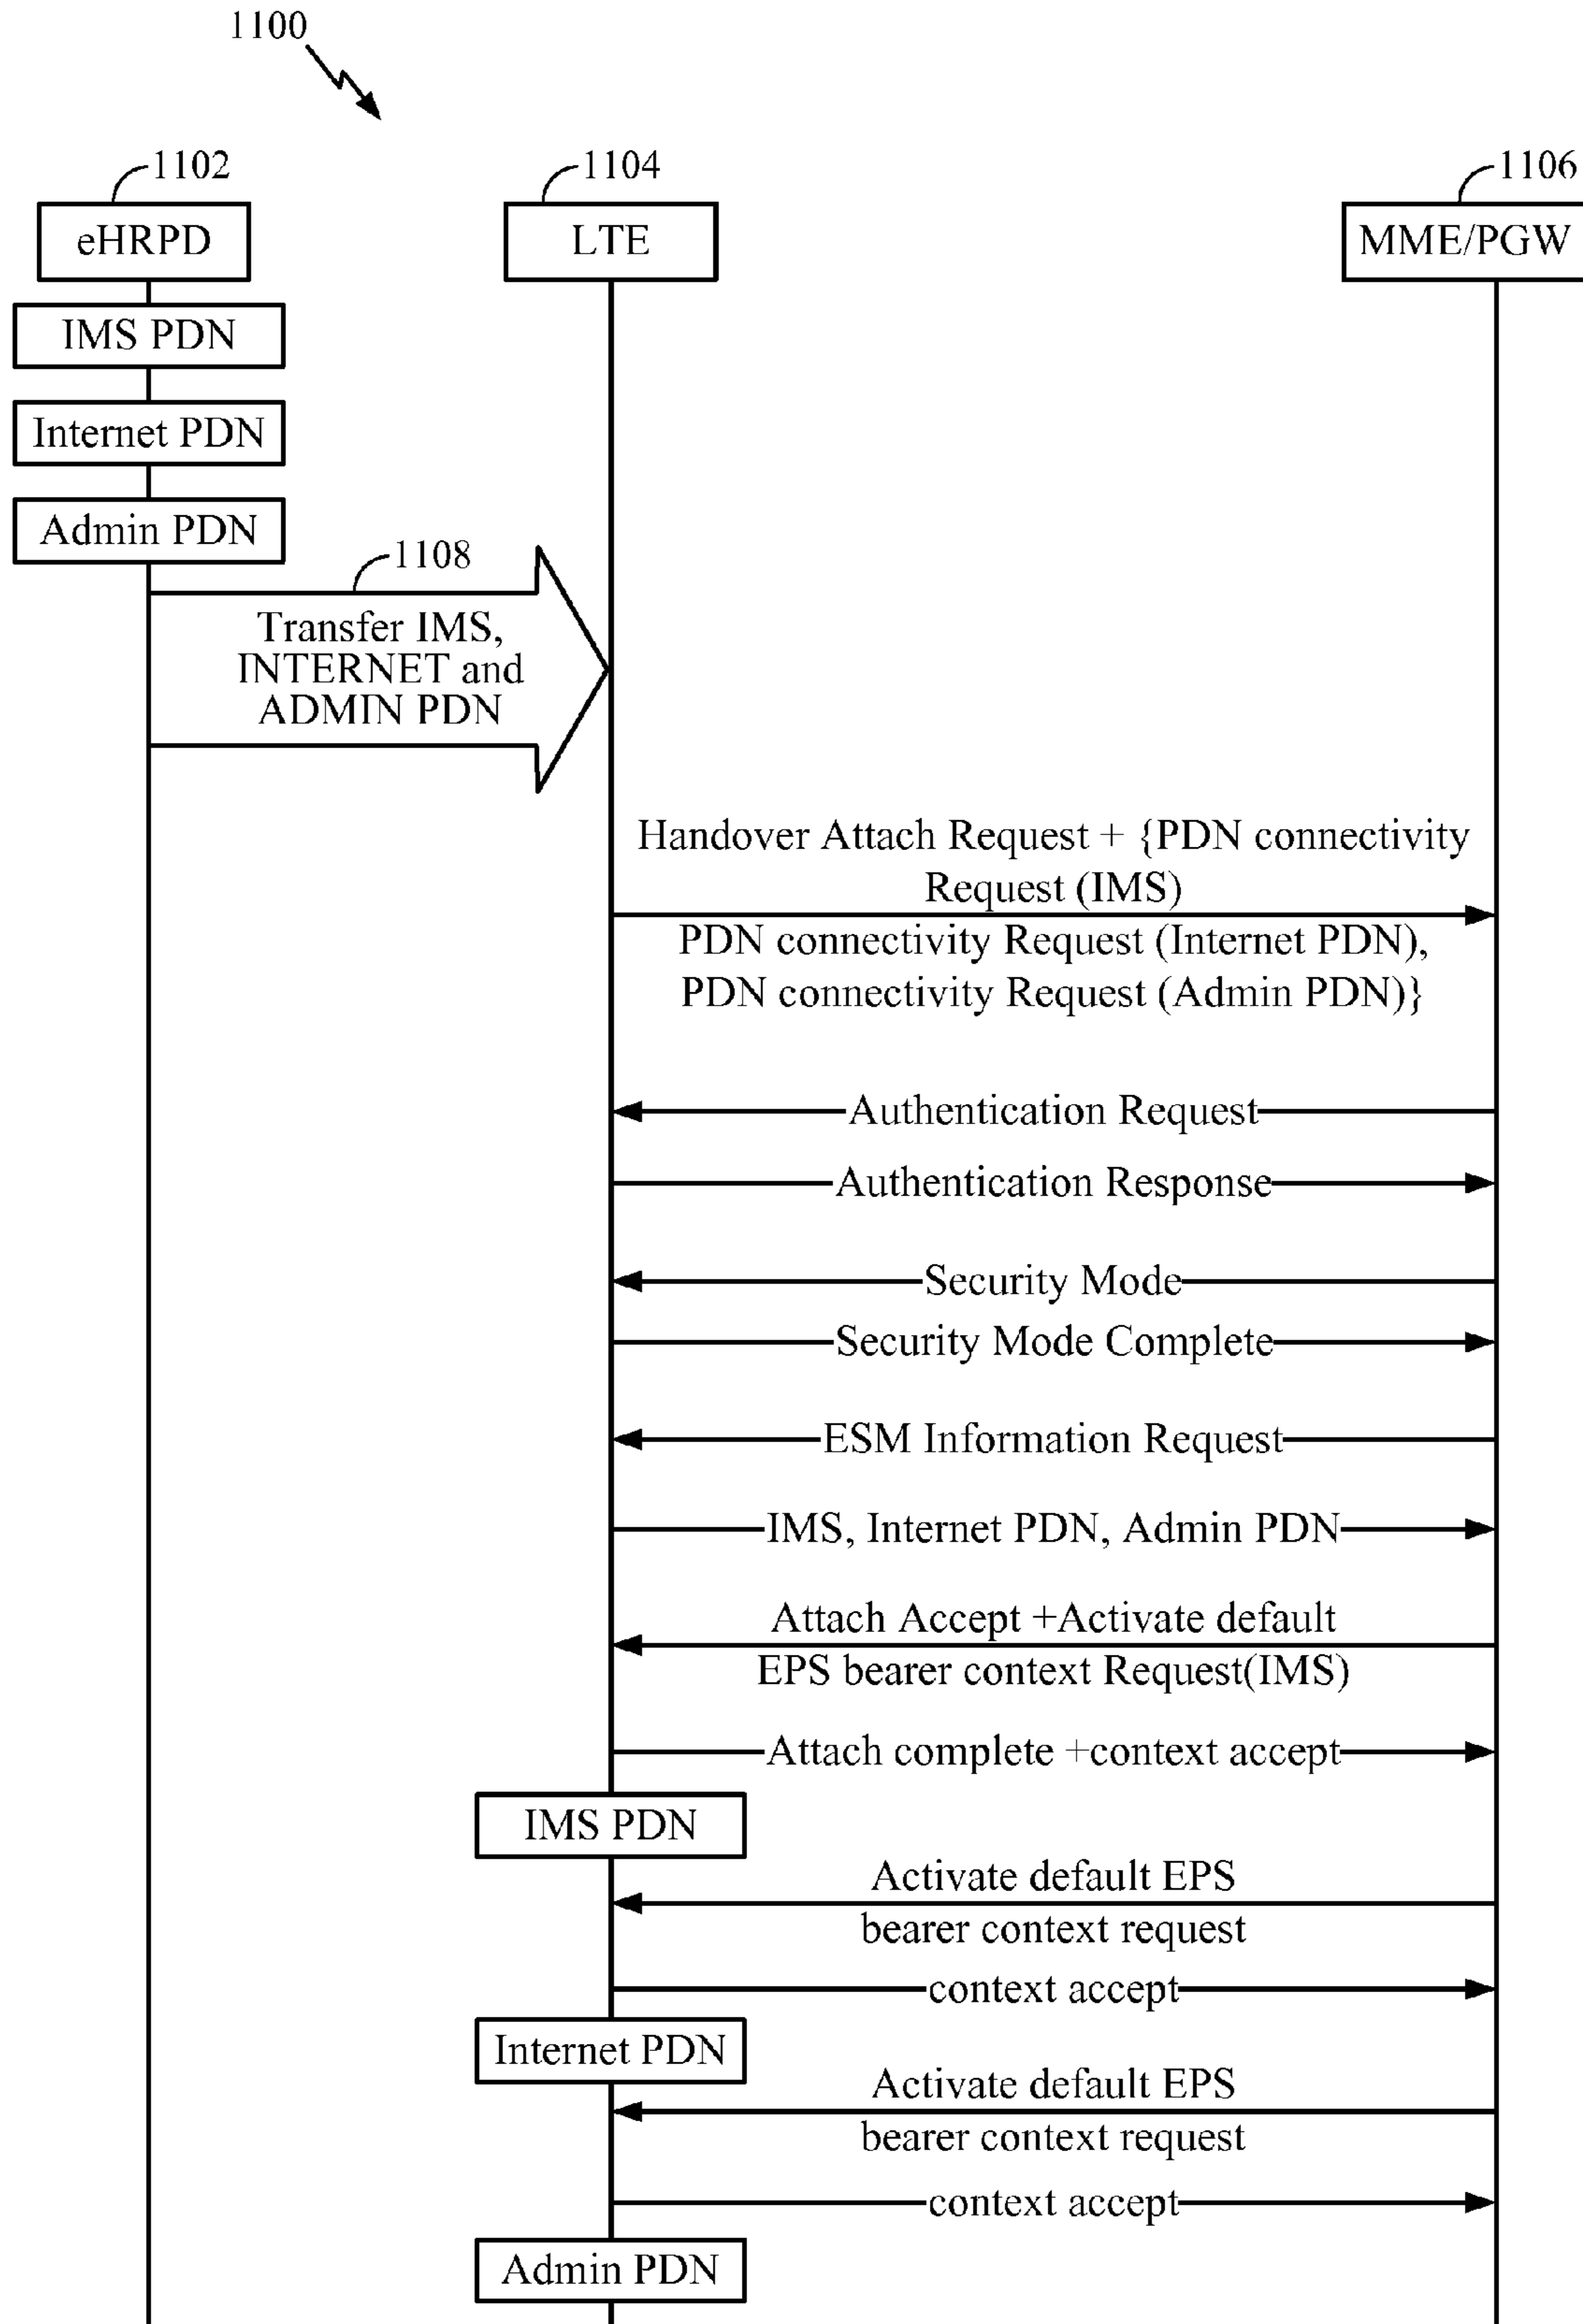 1100
1102
1104
1106
eHRPD
LTE
MME/PGW
IMS PDN
Internet PDN
Admin PDN
1108
Transfer IMS,
INTERNET and
ADMIN PDN
Handover Attach Request + {PDN connectivity
Request (IMS)
PDN connectivity Request (Internet PDN),
PDN connectivity Request (Admin PDN)}
Authentication Request
Authentication Response
Security Mode
Security Mode Complete
ESM Information Request
IMS, Internet PDN, Admin PDN
Attach Accept +Activate default
EPS bearer context Request(IMS)
Attach complete +context accept
IMS PDN
Activate default EPS
bearer context request
context accept
Internet PDN
Activate default EPS
bearer context request
context accept
Admin PDN